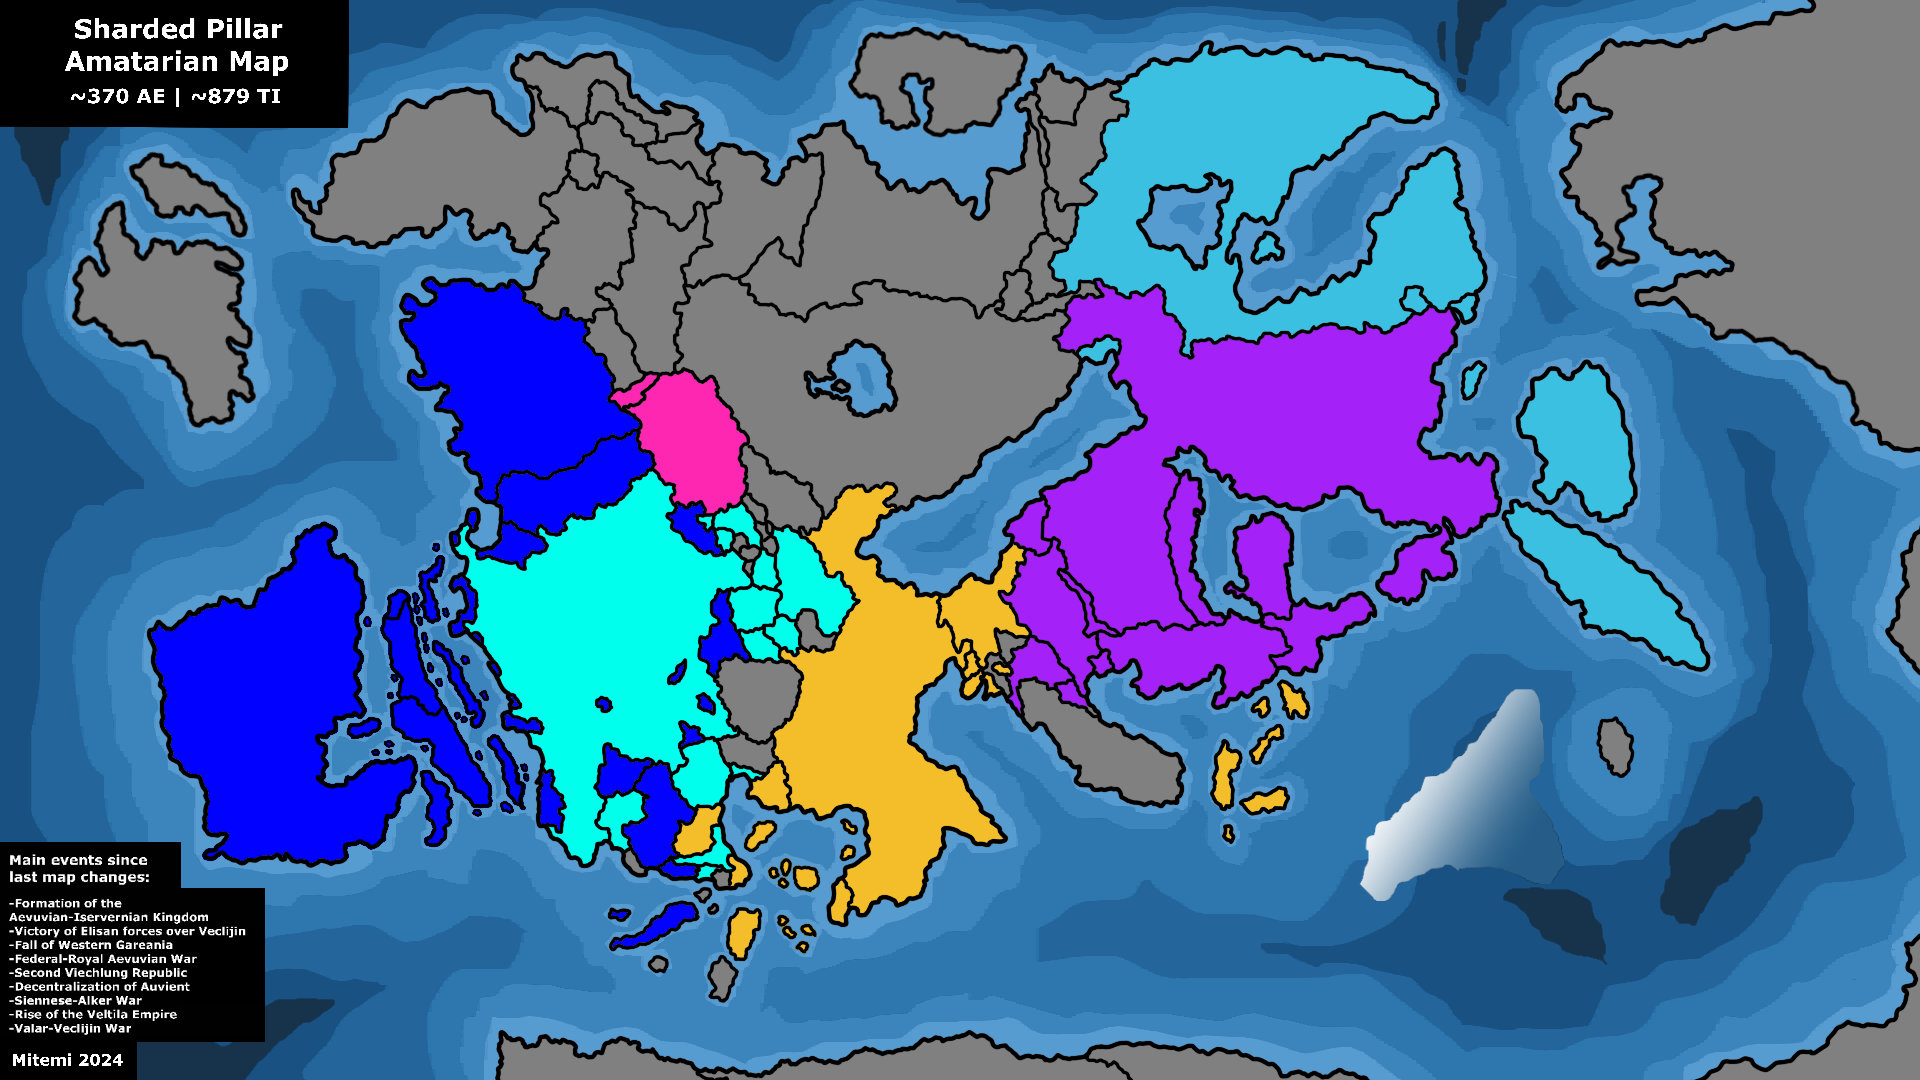 Sharded Pillar
Amatarian Map
~370 AE | ~879 TI
Main events since
last map changes:
-Formation of the
Aevuvian-Iservernian Kingdom
-Victory of Elisan forces over Veclijin
-Fall of Western Gareania
-Federal-Royal Aevuvian War
-Second Viechlung Republic
-Decentralization of Auvient
-Siennese-Alker War
-Rise of the Veltila Empire
-Valar-Veclijin War
Mitemi 2024